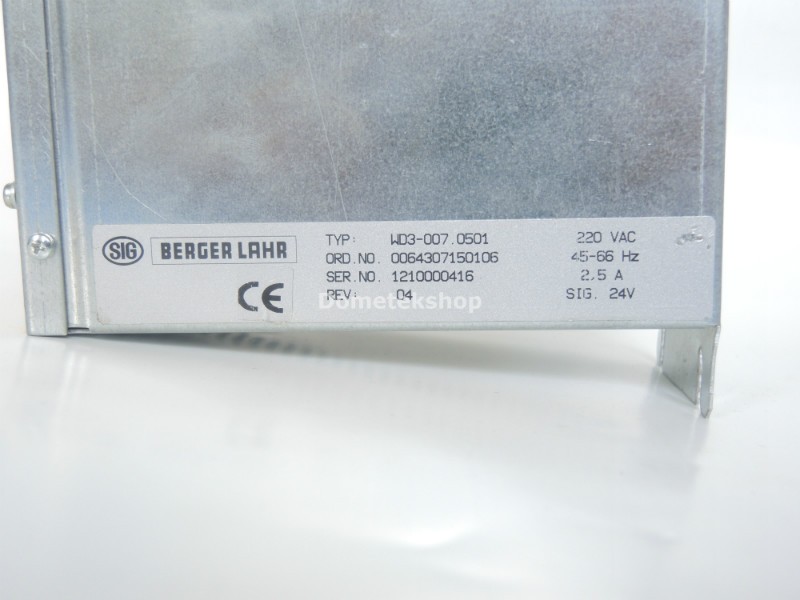 SIG BERGER LAHR
TYP: WD3-007.0501 220 VAC
ORD.NO. 0064307150106 45-66 Hz
SER.NO. 1210000416 2,5 A
REV: 04 SIG. 24V
CE
Dometekshop